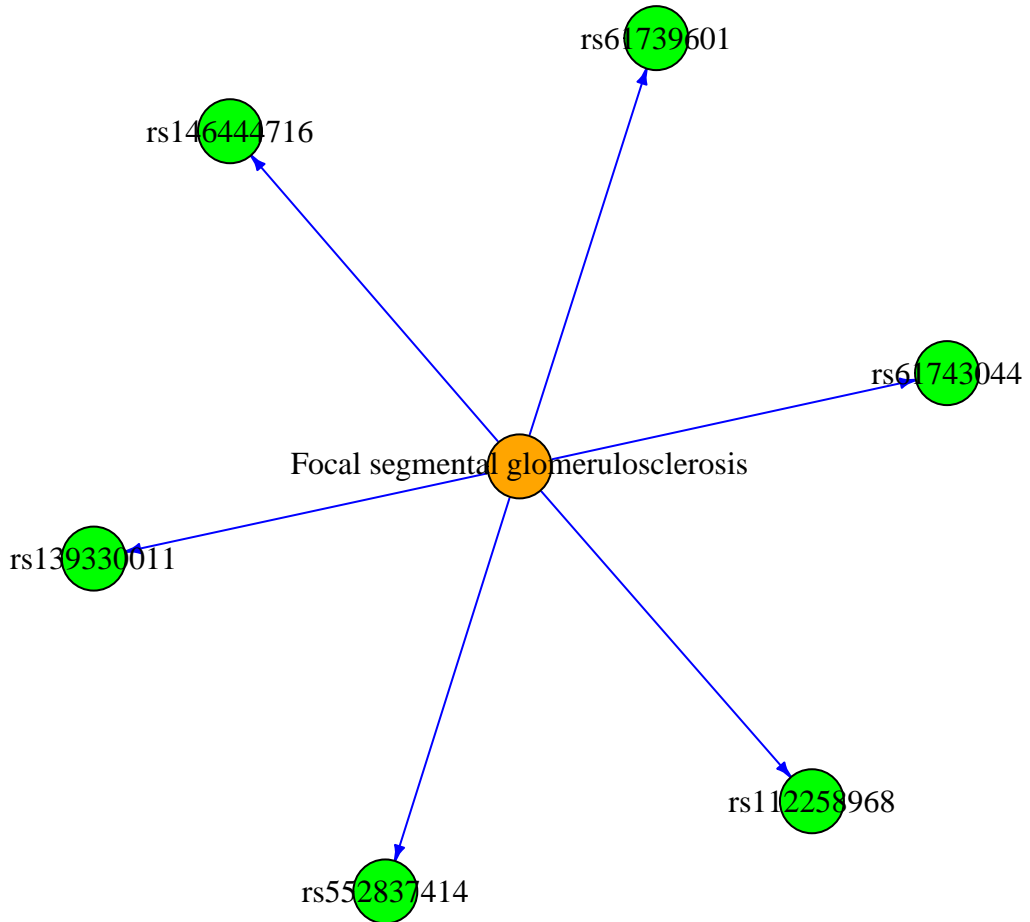 rs61739601
rs146444716
rs61743044
Focal segmental glomerulosclerosis
rs139330011
rs112258968
rs552837414